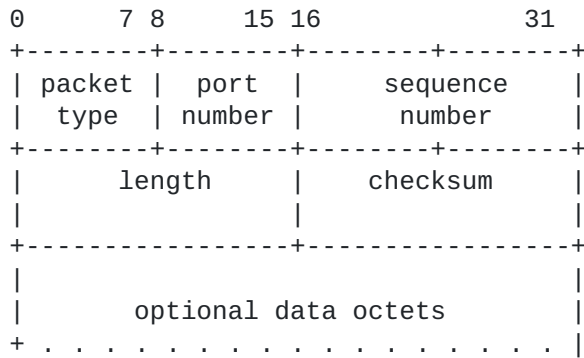 0       7 8      15 16               31
+--------+--------+--------+--------+
| packet |  port  |     sequence    |
|  type  | number |      number     |
+--------+--------+--------+--------+
|      length     |    checksum     |
|                 |                 |
+-----------------+-----------------+
|                                   |
|       optional data octets        |
+ . . . . . . . . . . . . . . . . . |